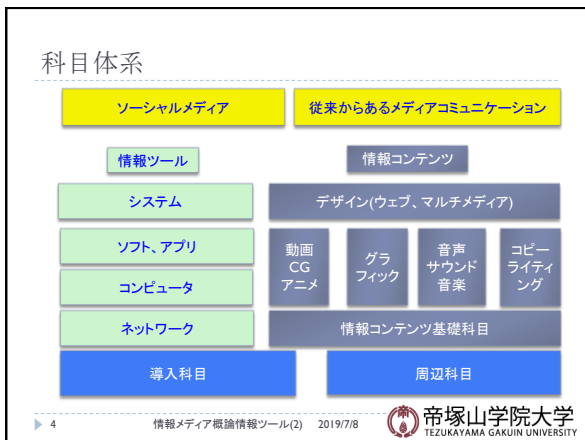 科目体系
ソーシャルメディア
従来からあるメディアコミュニケーション
情報ツール
情報コンテンツ
システム
デザイン(ウェブ、マルチメディア)
ソフト、アプリ
動画
CG
アニメ
グラ
フィック
音声
サウンド
音楽
コピー
ライティ
ング
コンピュータ
ネットワーク
情報コンテンツ基礎科目
導入科目
周辺科目
4
情報メディア概論情報ツール(2)
2019/7/8
帝塚山学院大学
TEZUKAYAMA GAKUIN UNIVERSITY